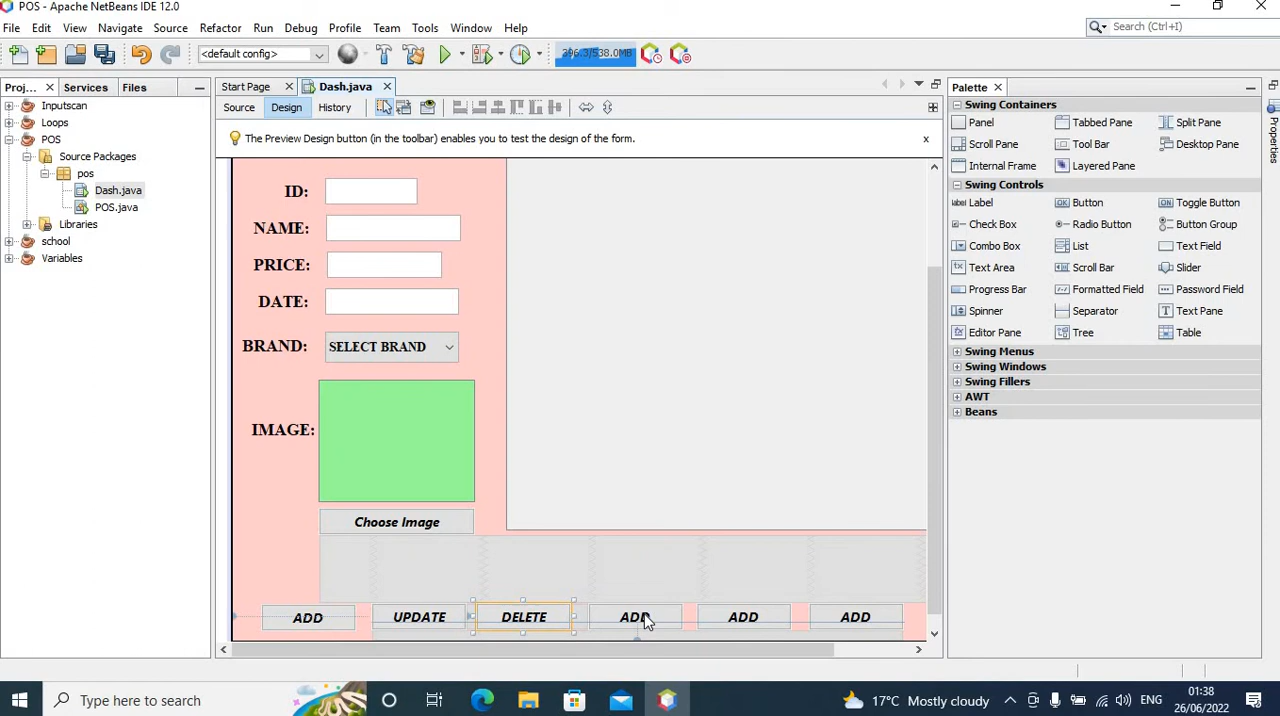 POS - Apache NetBeans IDE 12.0
File Edit View Navigate Source Refactor Run Debug Profile Team Tools Window Help
Search (Ctrl+I)
<default config>
396.3/538.0MB
Proj... Services Files
Start Page Dash.java
Palette
Source Design History
The Preview Design button (in the toolbar) enables you to test the design of the form.
Inputscan
Loops
POS
Source Packages
pos
Dash.java
POS.java
Libraries
school
Variables
ID:
NAME:
PRICE:
DATE:
BRAND: SELECT BRAND
IMAGE:
Choose Image
ADD UPDATE DELETE ADD ADD ADD
Swing Containers
Panel Tabbed Pane Split Pane
Scroll Pane Tool Bar Desktop Pane
Internal Frame Layered Pane
Swing Controls
Label Button Toggle Button
Check Box Radio Button Button Group
Combo Box List Text Field
Text Area Scroll Bar Slider
Progress Bar Formatted Field Password Field
Spinner Separator Text Pane
Editor Pane Tree Table
Swing Menus
Swing Windows
Swing Fillers
AWT
Beans
Properties
Type here to search
17°C Mostly cloudy
ENG
01:38
26/06/2022